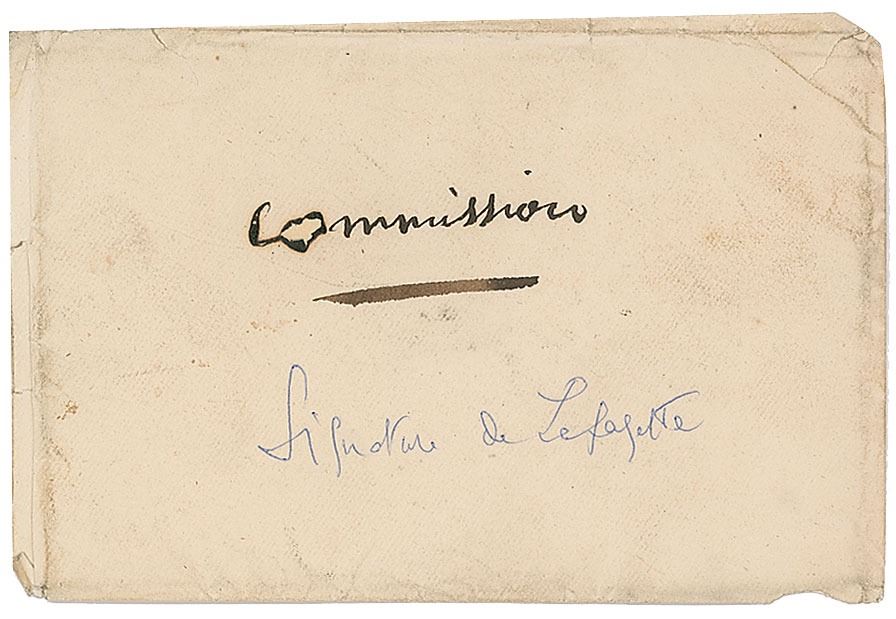 Commission
Signature de Lafayette